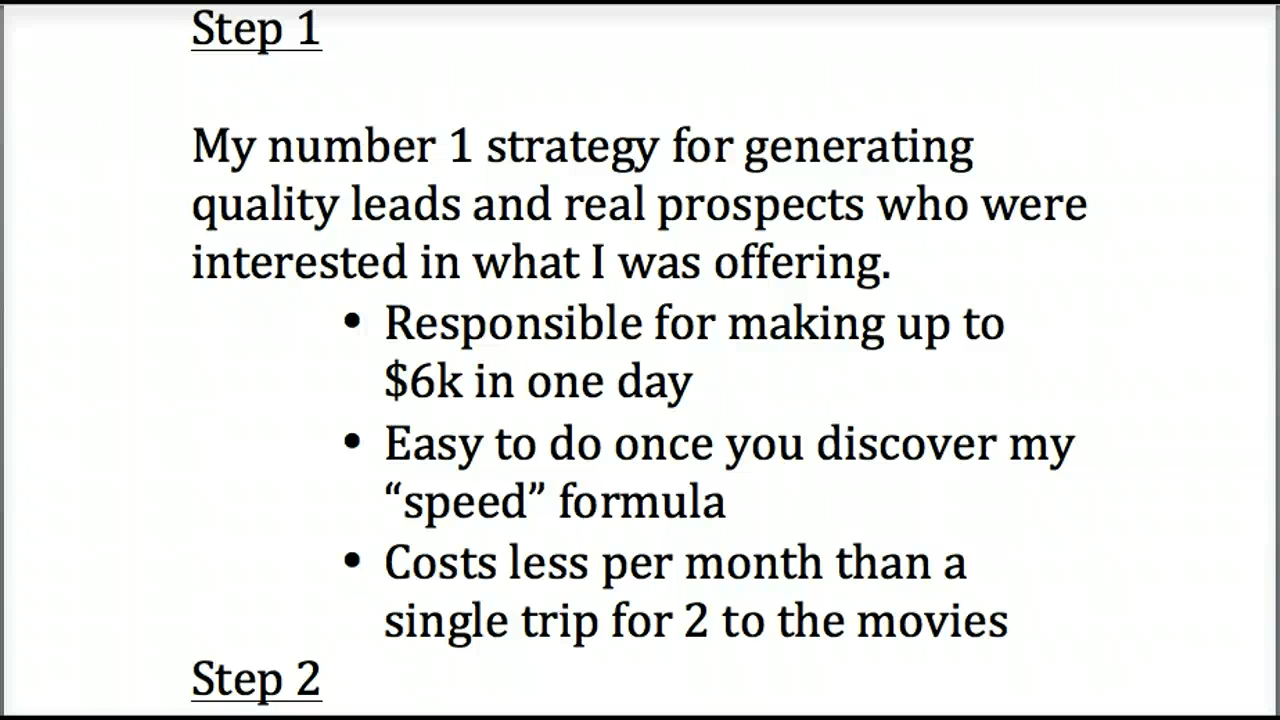 Step 1
My number 1 strategy for generating
quality leads and real prospects who were
interested in what I was offering.
• Responsible for making up to
$6k in one day
• Easy to do once you discover my
“speed” formula
• Costs less per month than a
single trip for 2 to the movies
Step 2